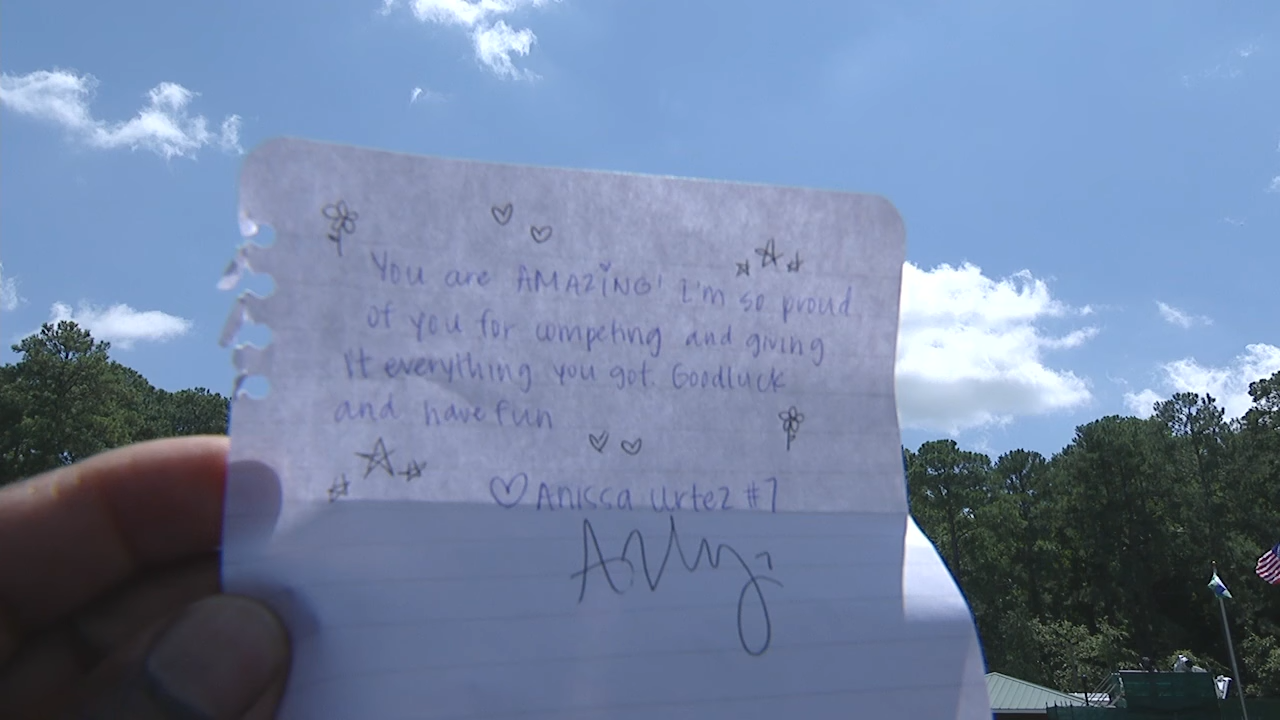 You are AMAZiNG! I'm so proud
of you for competing and giving
it everything you got. Goodluck
and have fun
♡ Anissa Urtez #7